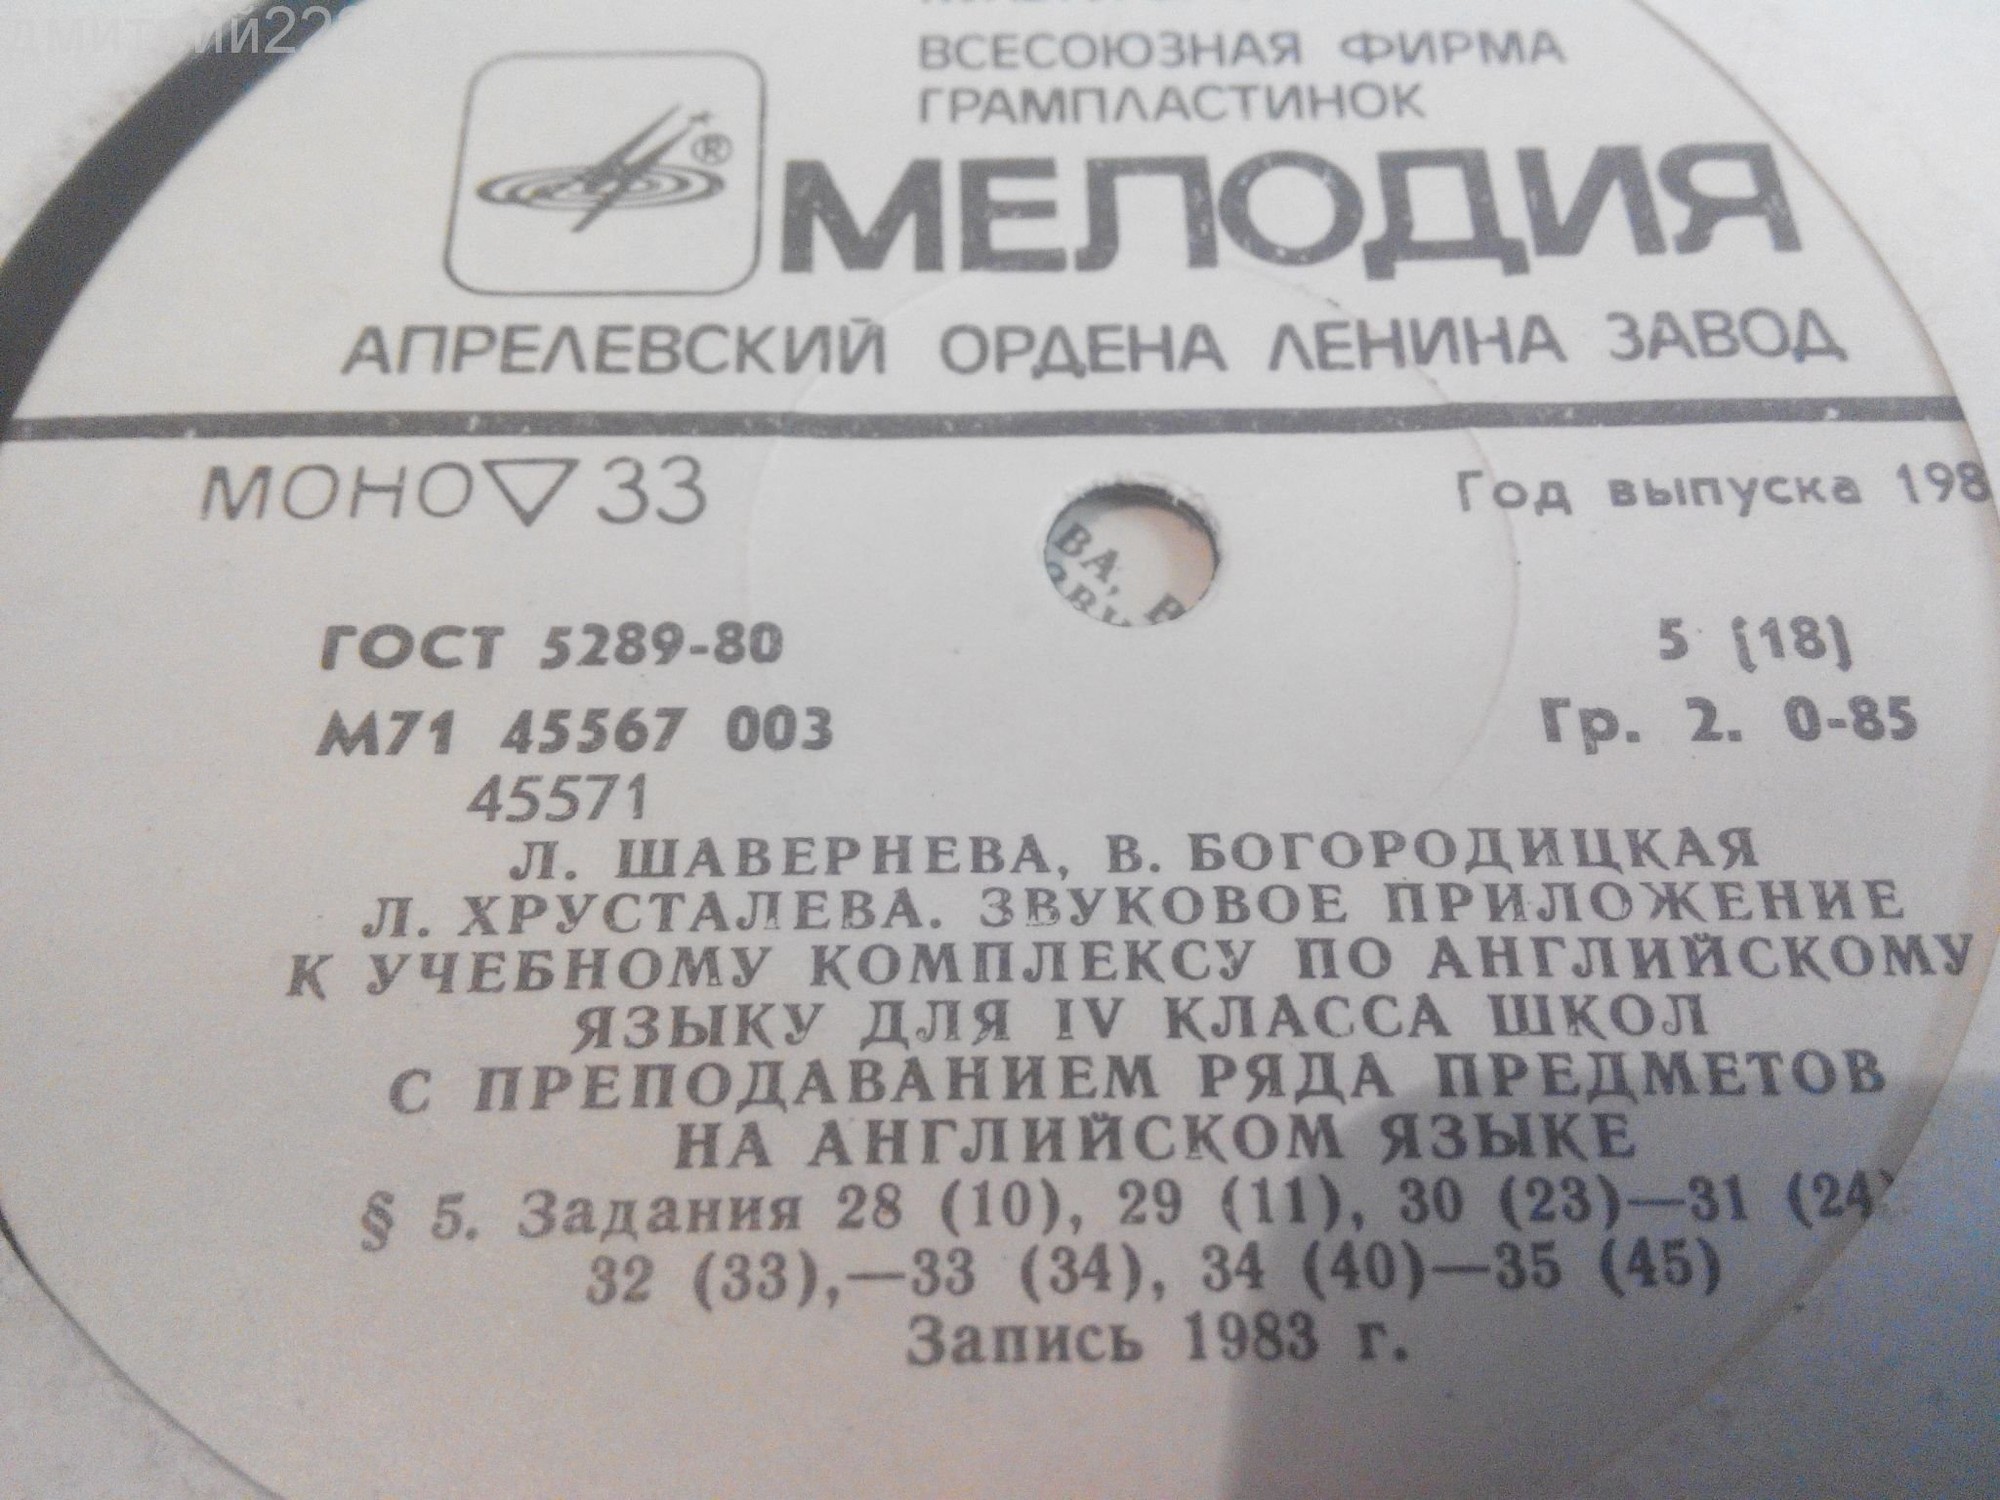 ВСЕСОЮЗНАЯ ФИРМА
ГРАМПЛАСТИНОК
®
МЕЛОДИЯ
АПРЕЛЕВСКИЙ ОРДЕНА ЛЕНИНА ЗАВОД
МОНО ▽ 33
Год выпуска 198
ВА, В
ГОСТ 5289-80
5 (18)
М71 45567 003
Гр. 2. 0-85
45571
Л. ШАВЕРНЕВА, В. БОГОРОДИЦКАЯ
Л. ХРУСТАЛЕВА. ЗВУКОВОЕ ПРИЛОЖЕНИЕ
К УЧЕБНОМУ КОМПЛЕКСУ ПО АНГЛИЙСКОМУ
ЯЗЫКУ ДЛЯ IV КЛАССА ШКОЛ
С ПРЕПОДАВАНИЕМ РЯДА ПРЕДМЕТОВ
НА АНГЛИЙСКОМ ЯЗЫКЕ
§ 5. Задания 28 (10), 29 (11), 30 (23)—31 (24)
32 (33),—33 (34), 34 (40)—35 (45)
Запись 1983 г.